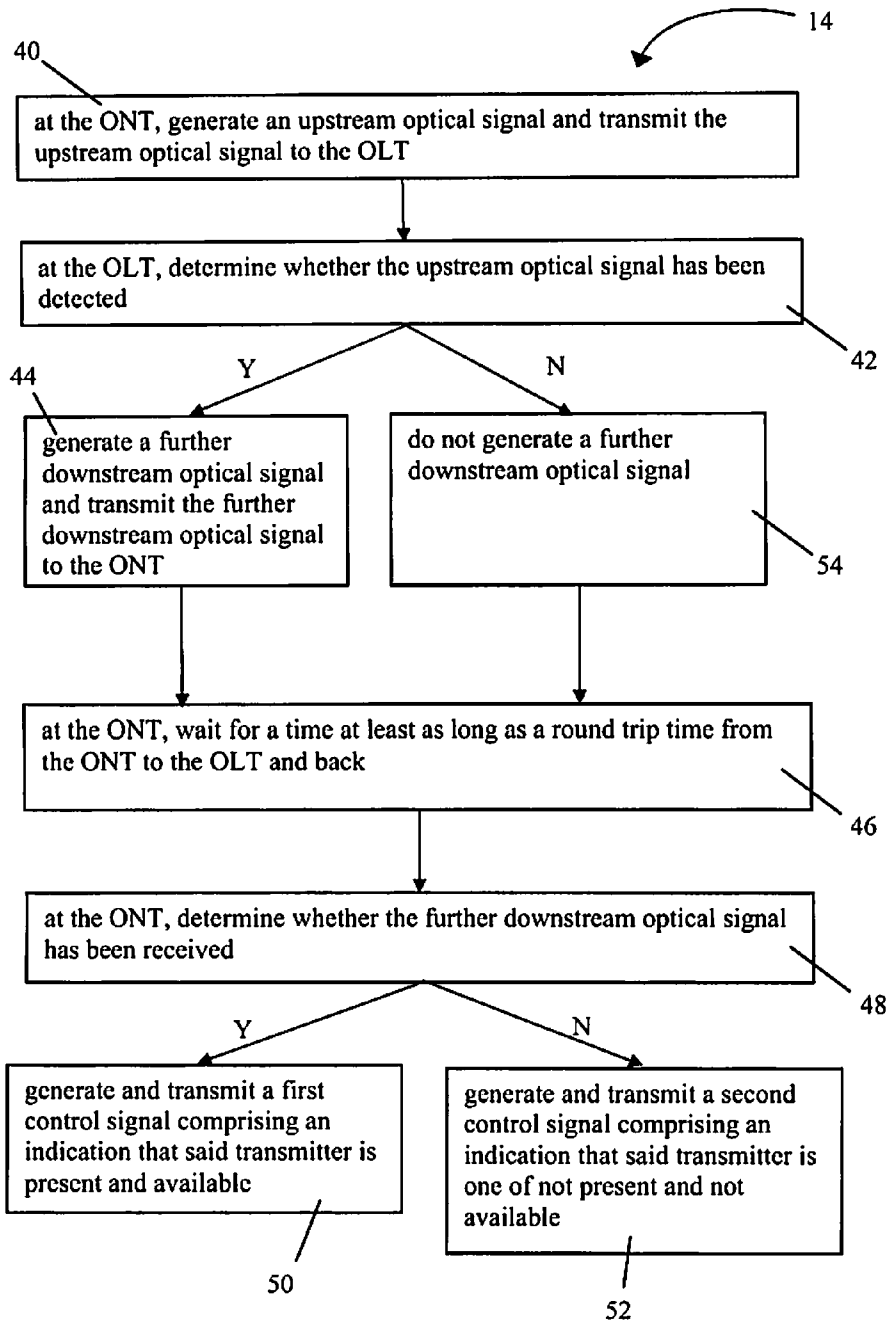 14
40
at the ONT, generate an upstream optical signal and transmit the
upstream optical signal to the OLT
at the OLT, determine whether the upstream optical signal has been
detected
42
Y
N
44
generate a further
downstream optical signal
and transmit the further
downstream optical signal
to the ONT
do not generate a further
downstream optical signal
54
at the ONT, wait for a time at least as long as a round trip time from
the ONT to the OLT and back
46
at the ONT, determine whether the further downstream optical signal
has been received
48
Y
N
generate and transmit a first
control signal comprising an
indication that said transmitter is
present and available
50
generate and transmit a second
control signal comprising an
indication that said transmitter is
one of not present and not
available
52